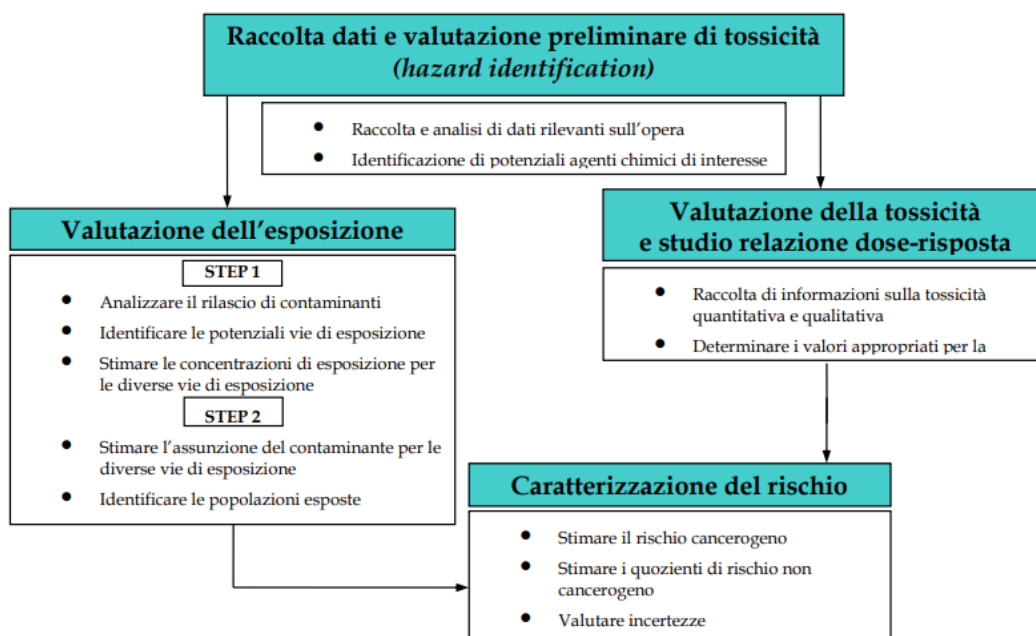 Raccolta dati e valutazione preliminare di tossicità
(hazard identification)
• Raccolta e analisi di dati rilevanti sull'opera
• Identificazione di potenziali agenti chimici di interesse
Valutazione dell'esposizione
STEP 1
• Analizzare il rilascio di contaminanti
• Identificare le potenziali vie di esposizione
• Stimare le concentrazioni di esposizione per
le diverse vie di esposizione
STEP 2
• Stimare l'assunzione del contaminante per le
diverse vie di esposizione
• Identificare le popolazioni esposte
Valutazione della tossicità
e studio relazione dose-risposta
• Raccolta di informazioni sulla tossicità
quantitativa e qualitativa
• Determinare i valori appropriati per la
Caratterizzazione del rischio
• Stimare il rischio cancerogeno
• Stimare i quozienti di rischio non
cancerogeno
• Valutare incertezze